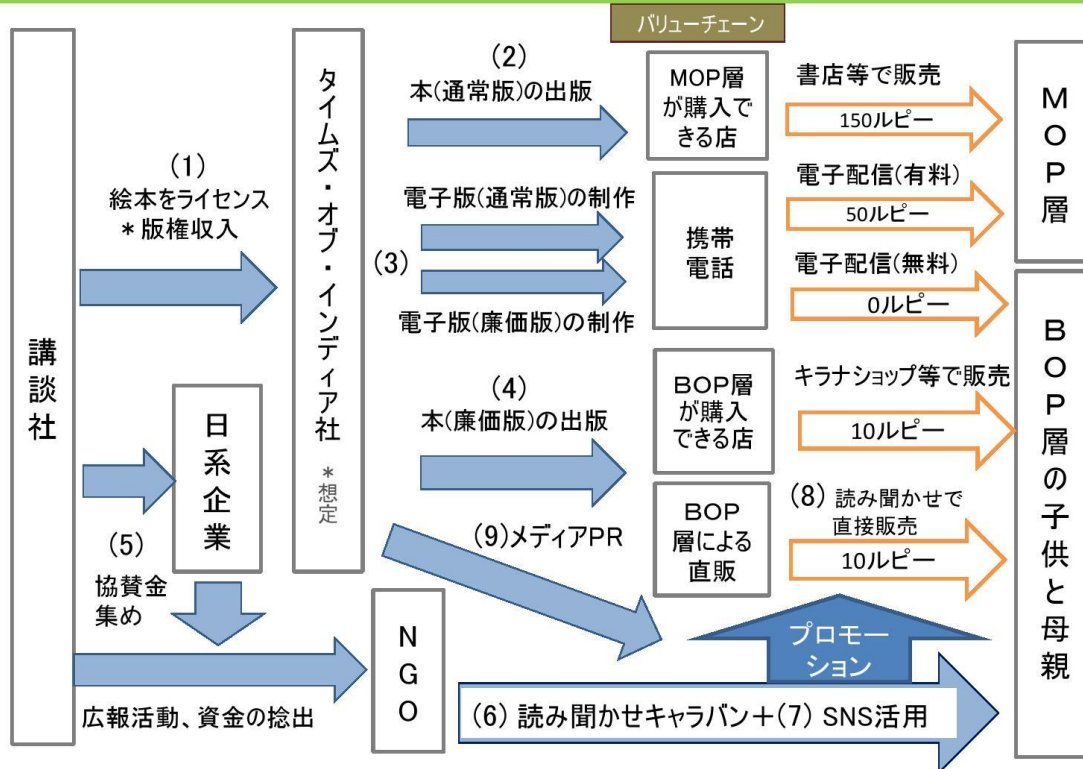 バリューチェーン
講談社
(1)
絵本をライセンス
*版権収入
タイムズ・オブ・インディア社 *想定
(2)
本(通常版)の出版
MOP層
が購入で
きる店
書店等で販売
150ルピー
MOP層
(3)
電子版(通常版)の制作
電子版(廉価版)の制作
携帯
電話
電子配信(有料)
50ルピー
電子配信(無料)
0ルピー
(4)
本(廉価版)の出版
BOP層
が購入
できる店
キラナショップ等で販売
10ルピー
BOP層の子供と母親
日系企業
(5)
協賛金
集め
(9)メディアPR
BOP
層による
直販
(8) 読み聞かせで
直接販売
10ルピー
プロモー
ション
NGO
広報活動、資金の捻出
(6) 読み聞かせキャラバン+(7) SNS活用